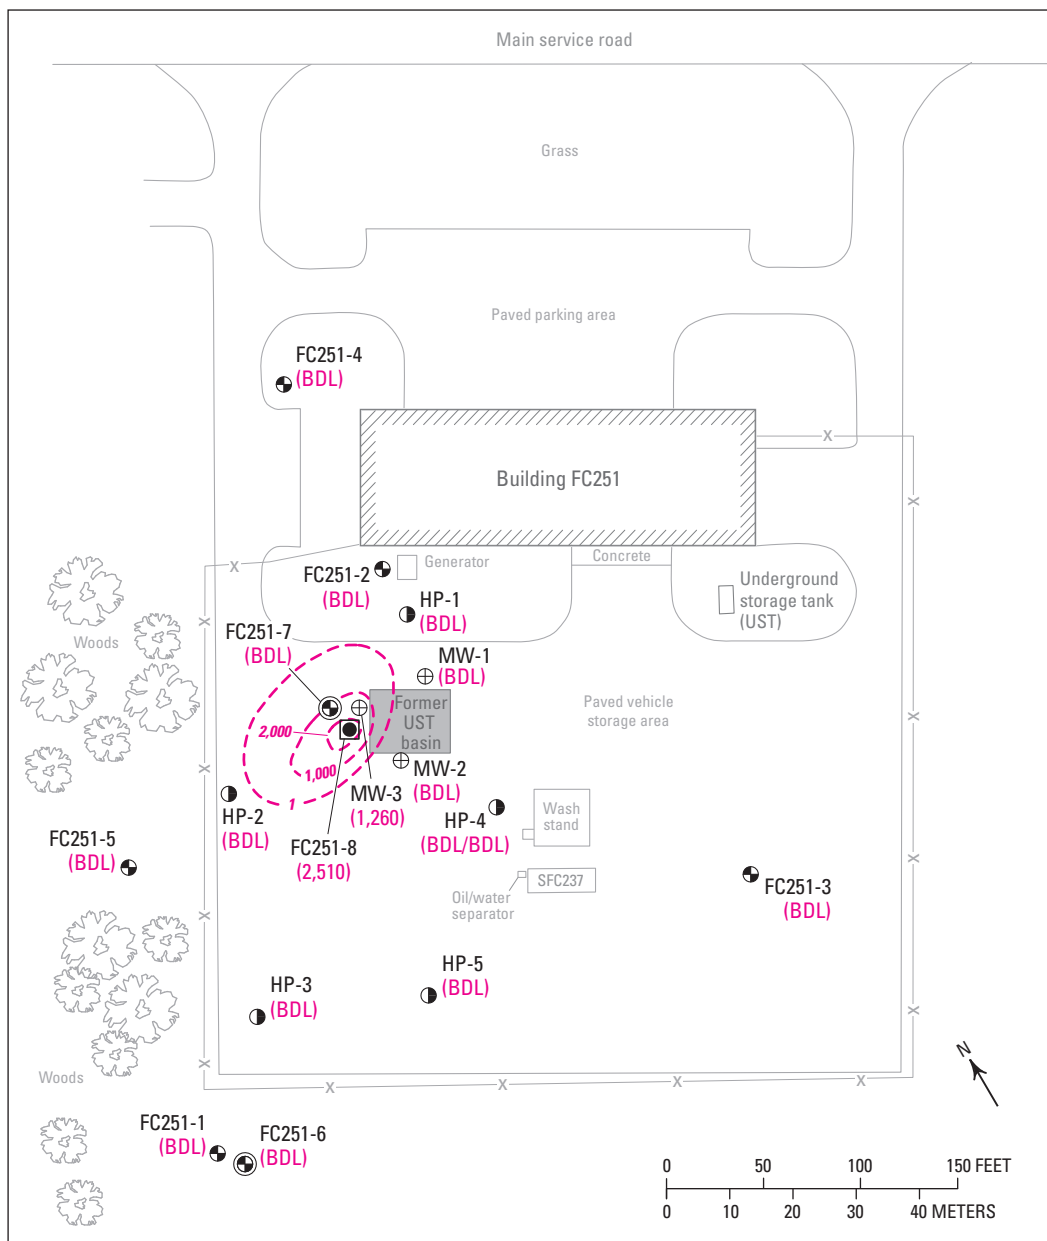 Main service road
Grass
Paved parking area
FC251-4
(BDL)
X
Building FC251
X
X
Generator
Concrete
FC251-2
(BDL)
Underground
storage tank
(UST)
HP-1
(BDL)
X
Woods
FC251-7
(BDL)
MW-1
(BDL)
Former
UST
basin
Paved vehicle
storage area
X
2,000
1,000
1
X
MW-2
(BDL)
MW-3
(1,260)
HP-2
(BDL)
HP-4
(BDL/BDL)
Wash
stand
FC251-5
(BDL)
FC251-8
(2,510)
X
SFC237
Oil/water
separator
FC251-3
(BDL)
X
HP-3
(BDL)
HP-5
(BDL)
X
X
Woods
X
X
X
X
N
FC251-1
(BDL)
FC251-6
(BDL)
0 50 100 150 FEET
0 10 20 30 40 METERS